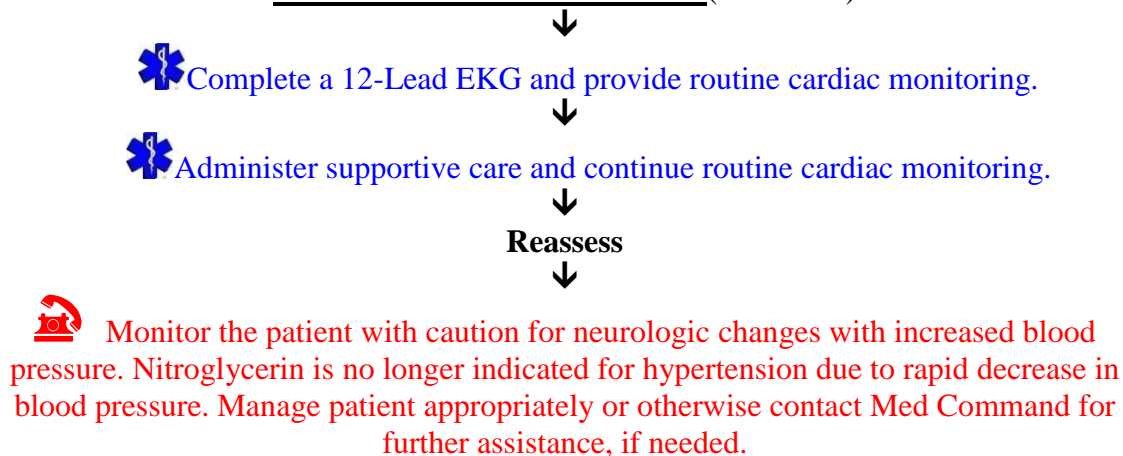 ↓
Complete a 12-Lead EKG and provide routine cardiac monitoring.
↓
Administer supportive care and continue routine cardiac monitoring.
↓
Reassess
↓
Monitor the patient with caution for neurologic changes with increased blood
pressure. Nitroglycerin is no longer indicated for hypertension due to rapid decrease in
blood pressure. Manage patient appropriately or otherwise contact Med Command for
further assistance, if needed.